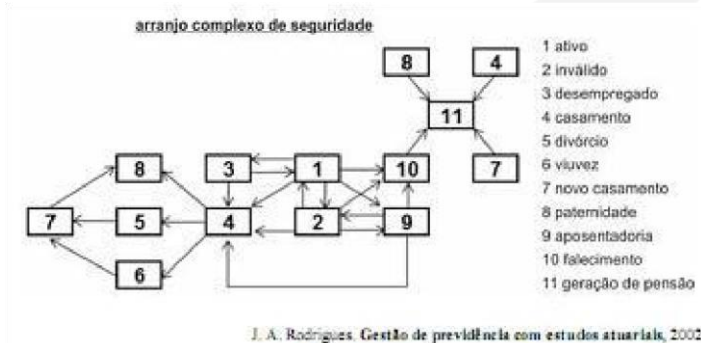 arranjo complexo de seguridade
8 4
11
8 3 1 10 7
7 5 4 2 9
6
1 ativo
2 inválido
3 desempregado
4 casamento
5 divórcio
6 viuvez
7 novo casamento
8 paternidade
9 aposentadoria
10 falecimento
11 geração de pensão
J. A. Rodrigues. Gestão de previdência com estudos atuariais, 2002